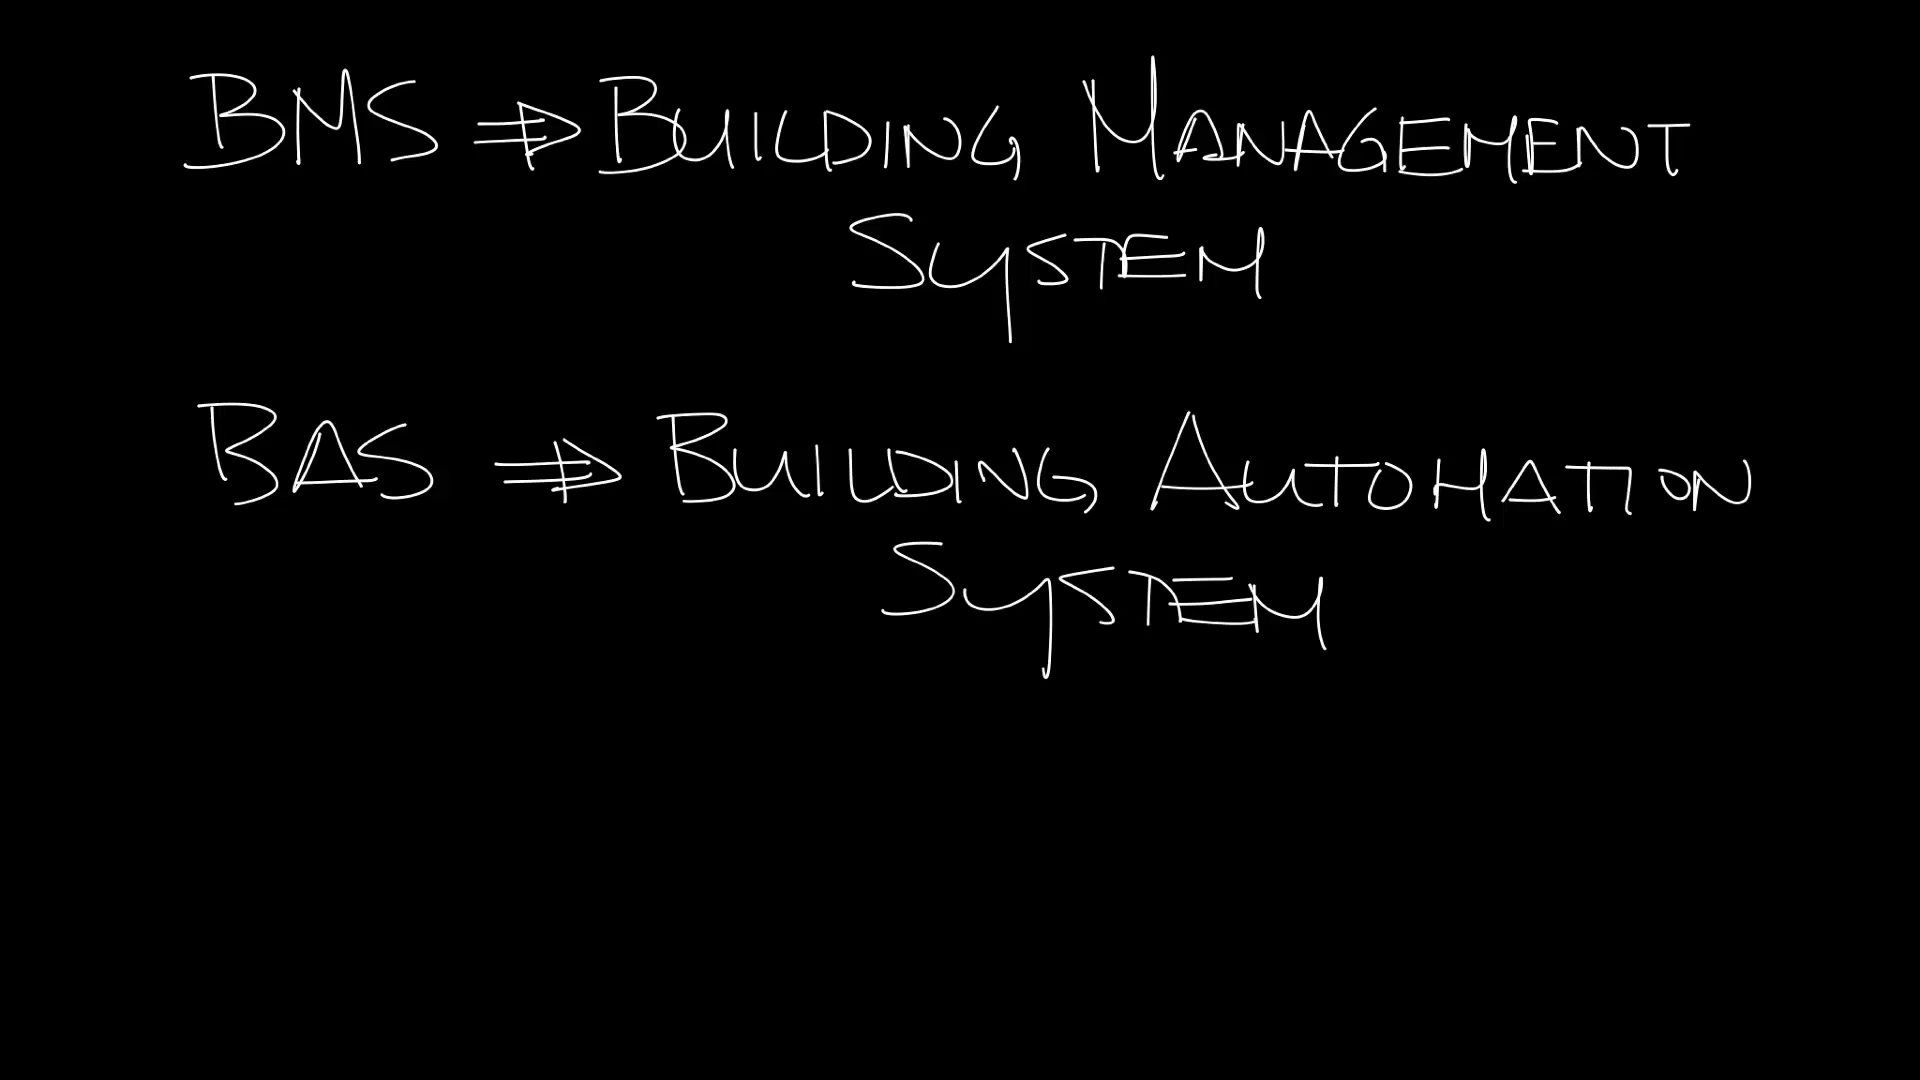 BMS ⇒ BUILDING MANAGEMENT
SYSTEM
BAS ⇒ BUILDING AUTOMATION
SYSTEM